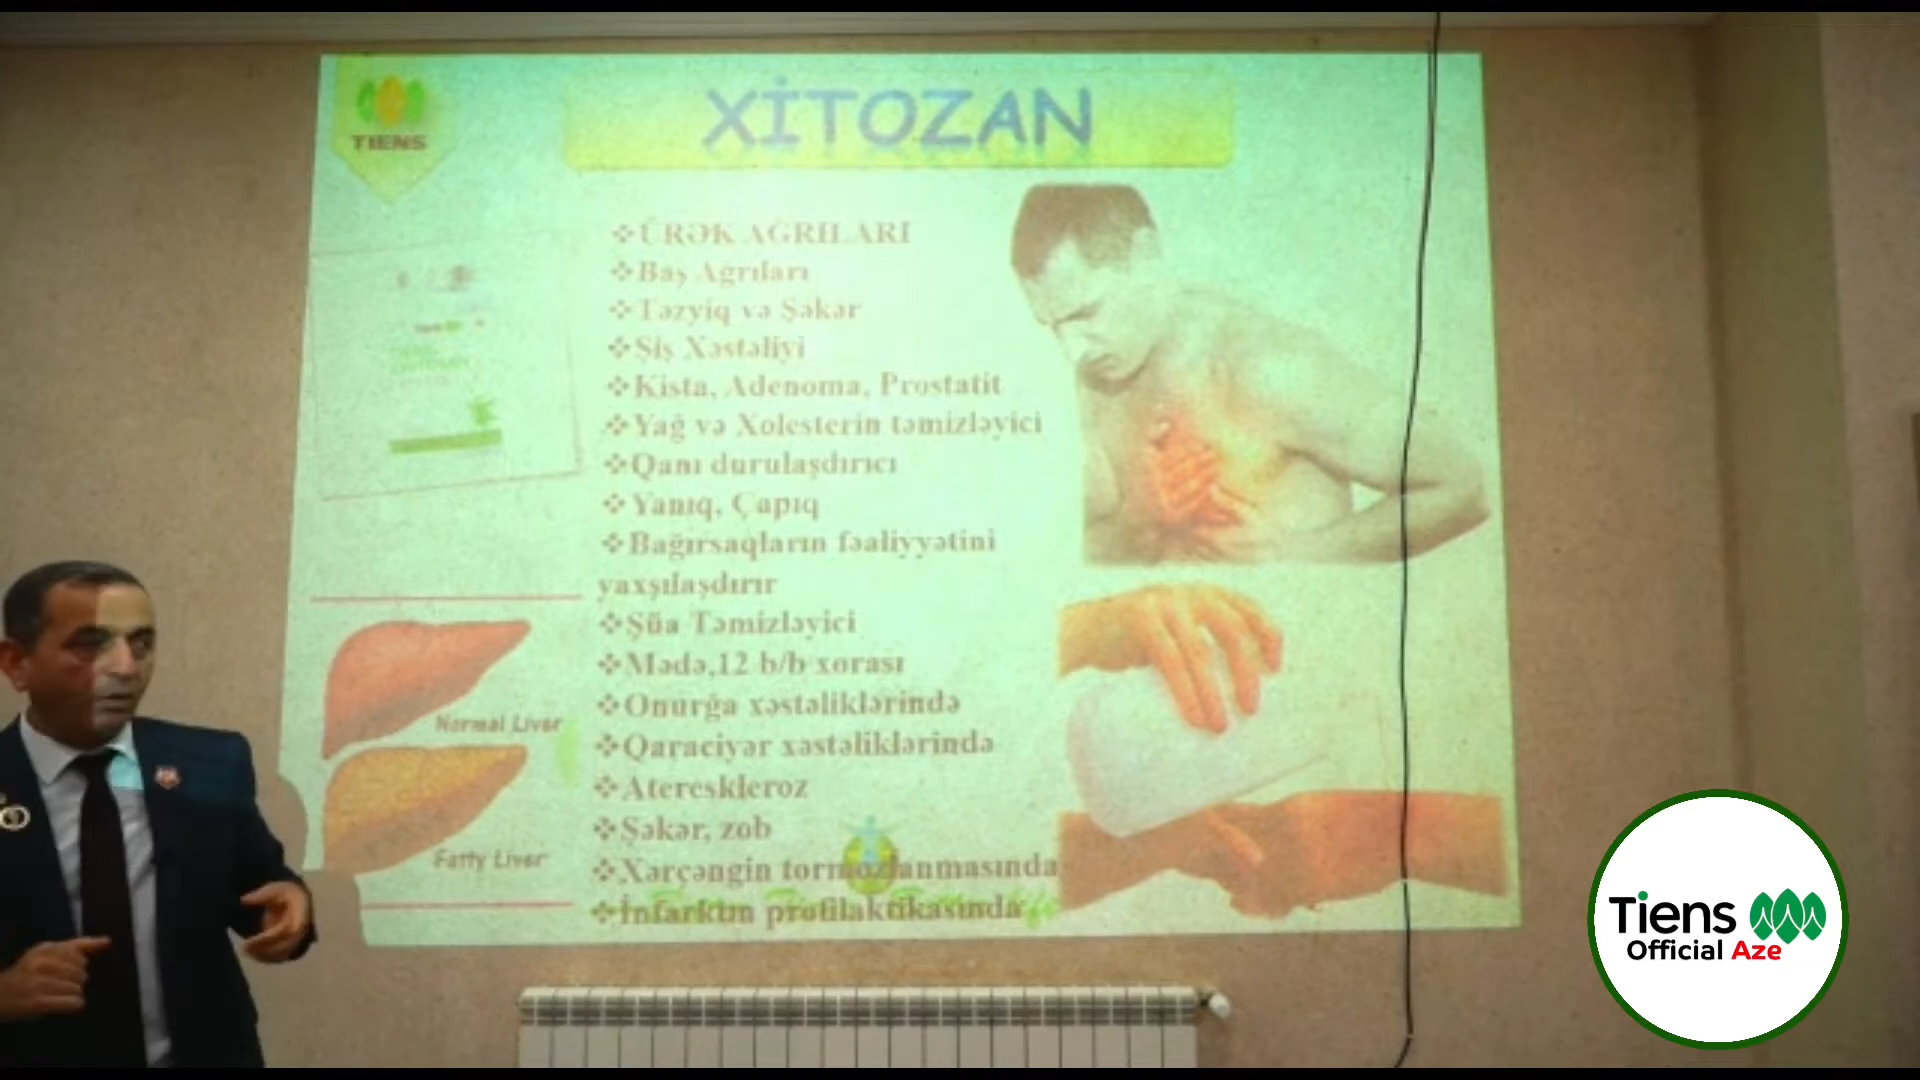 TIENS
XİTOZAN
❖ÜRƏK AĞRILARI
❖Baş Ağrıları
❖Təzyiq və Şəkər
❖Şiş Xəstəliyi
❖Kista, Adenoma, Prostatit
❖Yağ və Xolesterin təmizləyici
❖Qanı durulaşdırıcı
❖Yanıq, Çapıq
❖Bağırsaqların fəaliyyətini
yaxşılaşdırır
❖Şüa Təmizləyici
❖Mədə,12 b/b xorası
❖Onurğa xəstəliklərində
❖Qaraciyər xəstəliklərində
❖Atereskleroz
❖Şəkər, zob
❖Xərçəngin tormozlanmasında
❖İnfarktın profilaktikasında
Normal Liver
Fatty Liver
Tiens
Official Aze